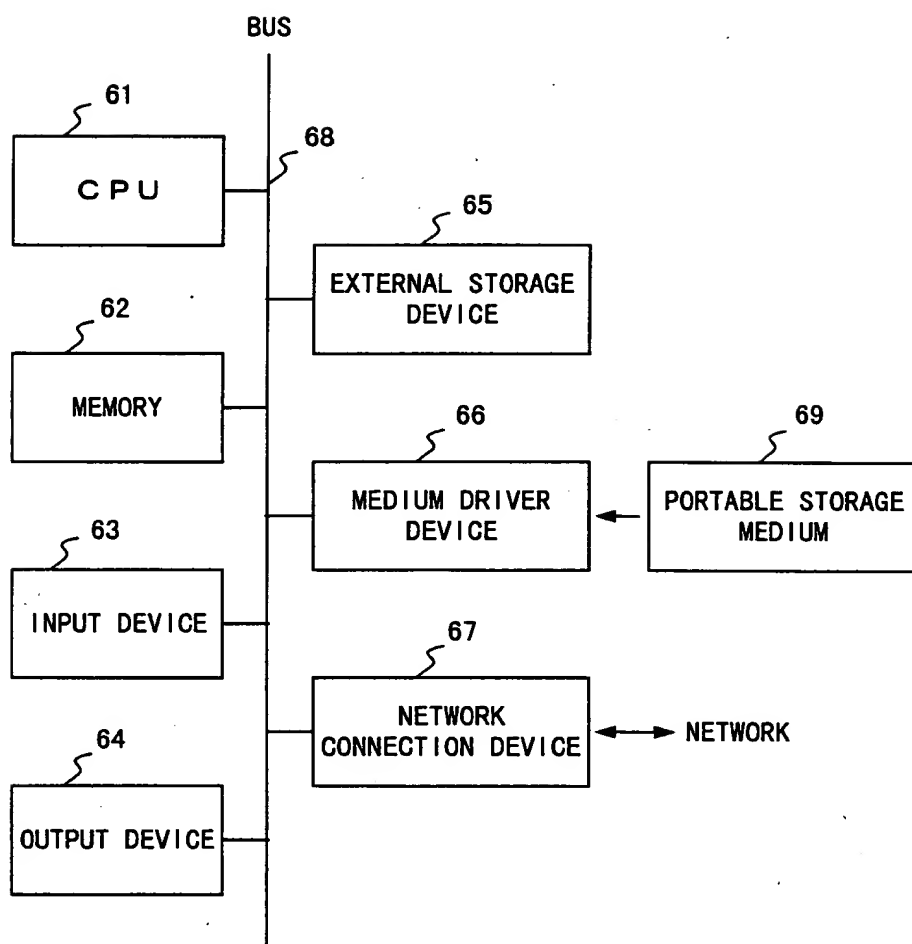 BUS
61
68
CPU
65
EXTERNAL STORAGE
DEVICE
62
MEMORY
66
69
MEDIUM DRIVER
DEVICE
PORTABLE STORAGE
MEDIUM
63
INPUT DEVICE
67
NETWORK
CONNECTION DEVICE
NETWORK
64
OUTPUT DEVICE